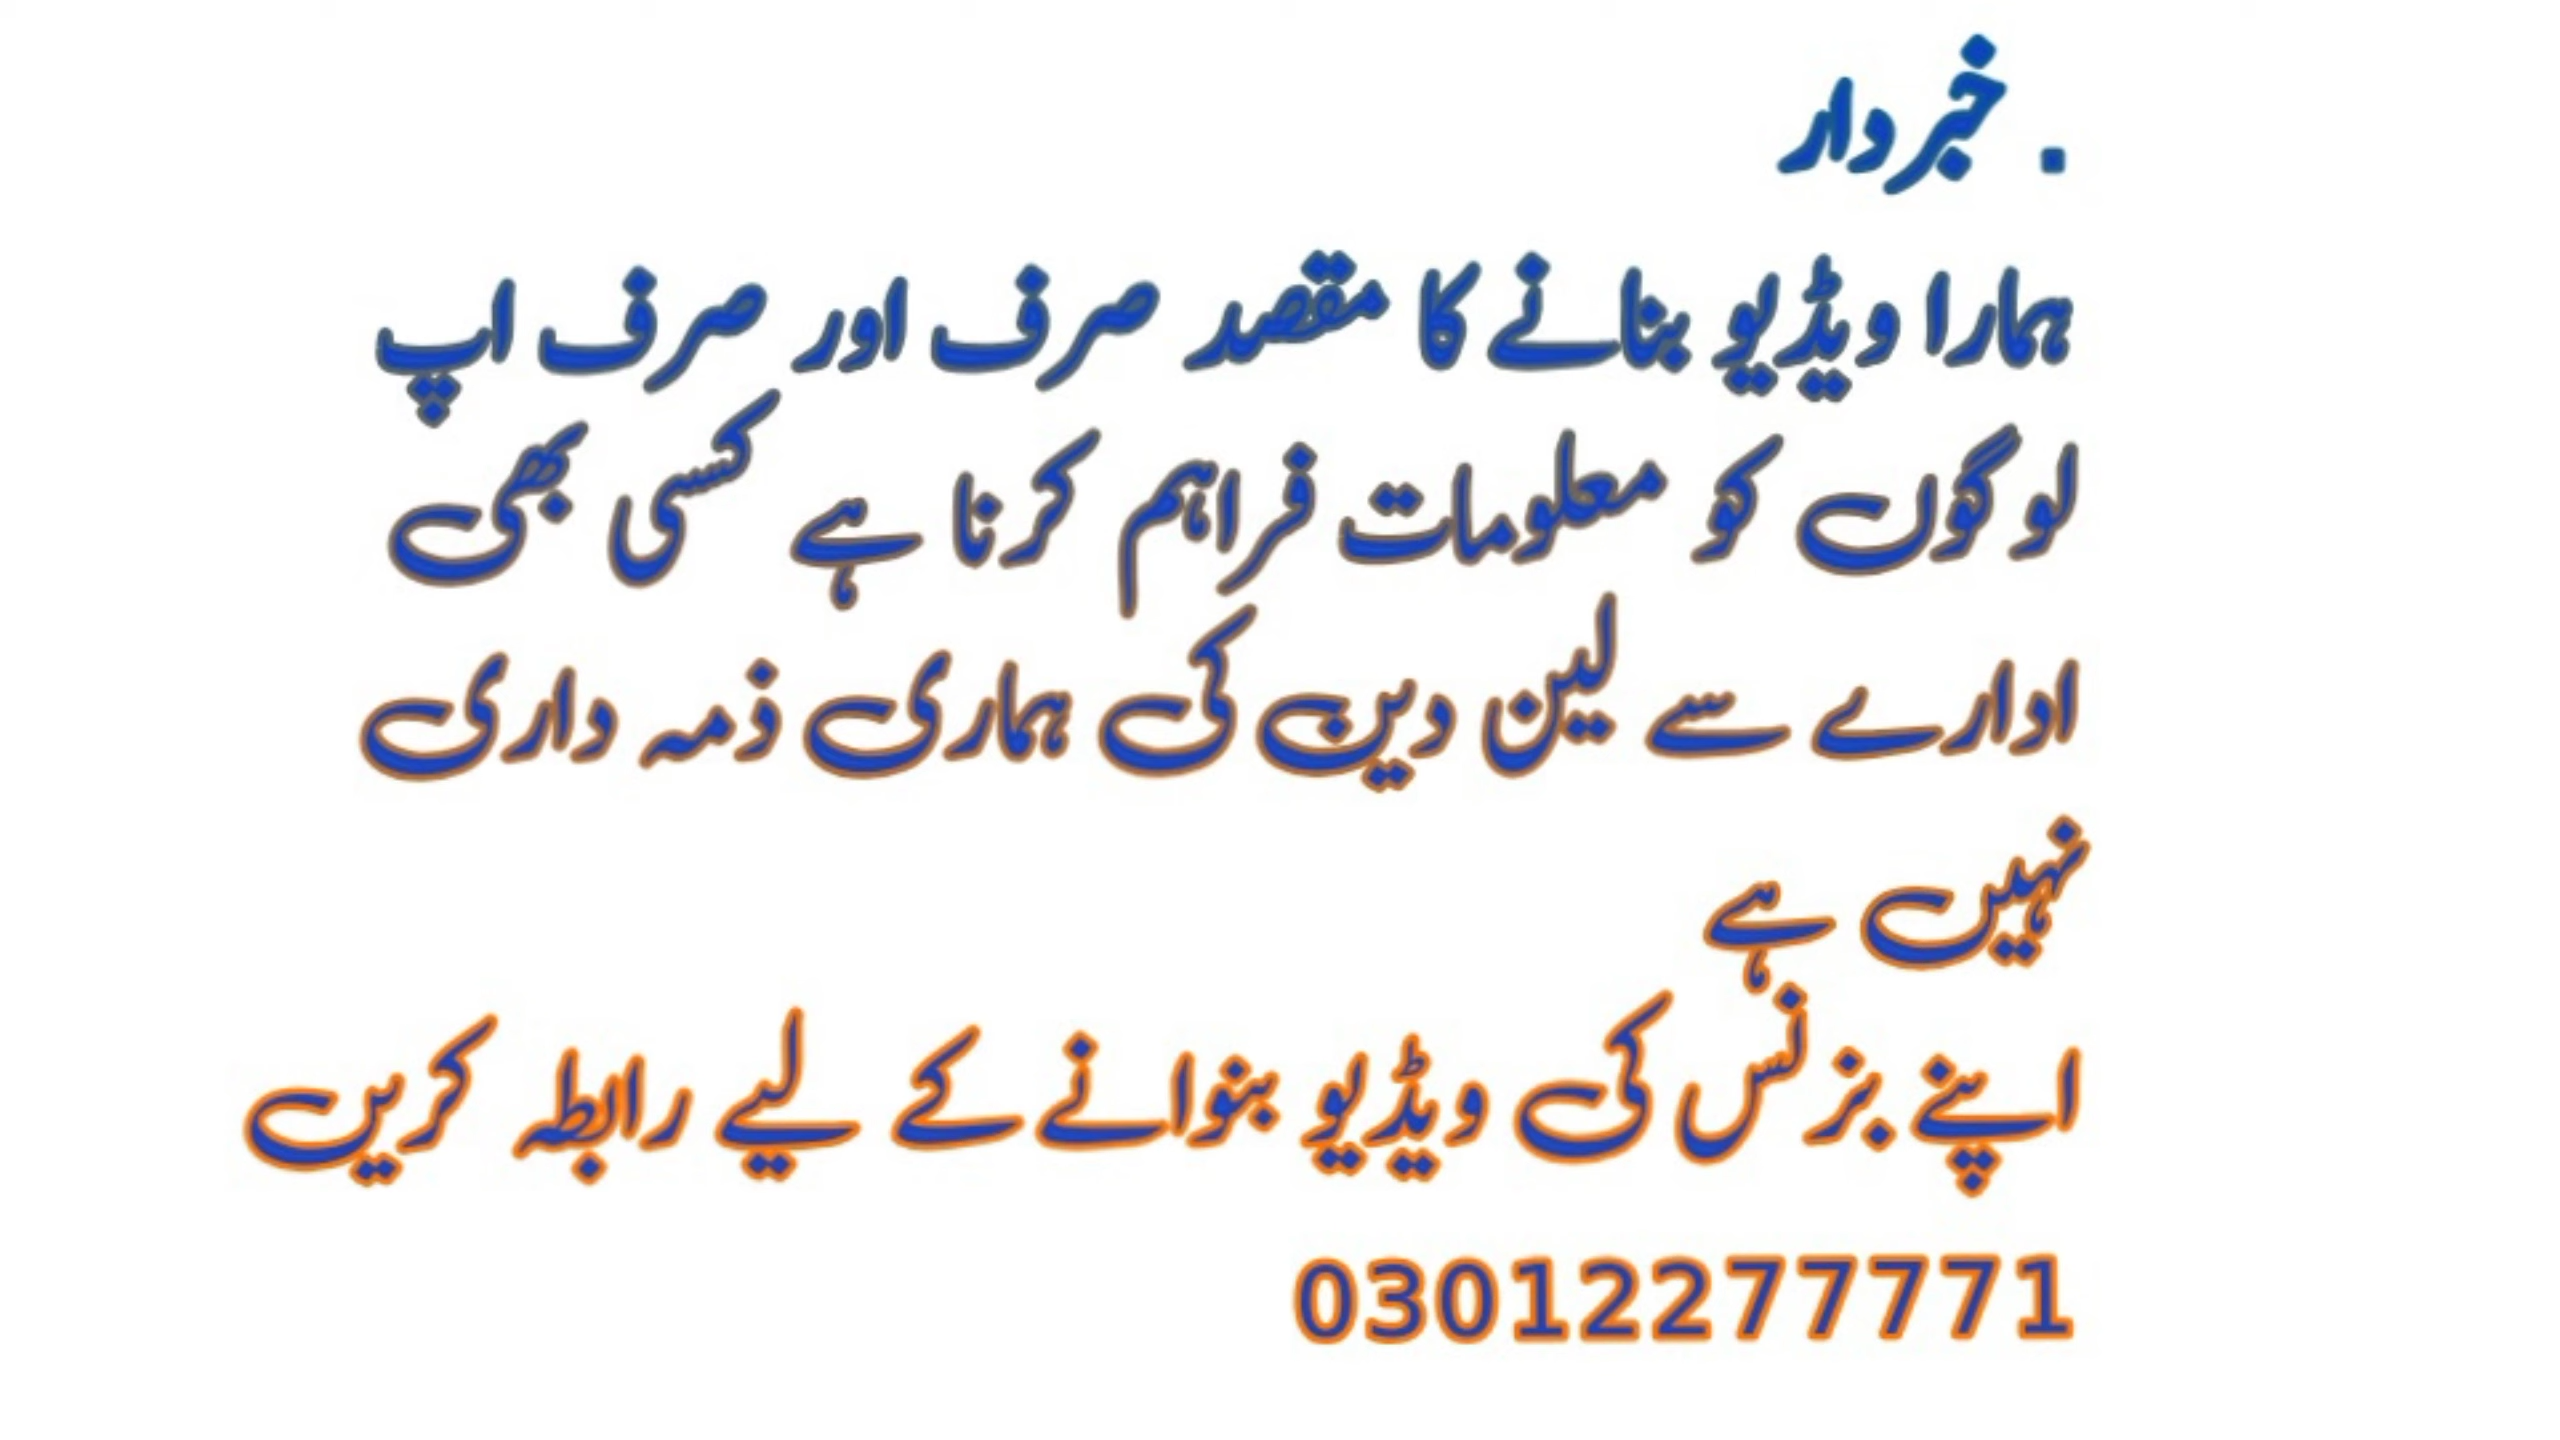 . خبردار
ہمارا ویڈیو بنانے کا مقصد صرف اور صرف اپ
لوگوں کو معلومات فراہم کرنا ہے کسی بھی
ادارے سے لین دین کی ہماری ذمہ داری
نہیں ہے
اپنے بزنس کی ویڈیو بنوانے کے لیے رابطہ کریں
03012277771